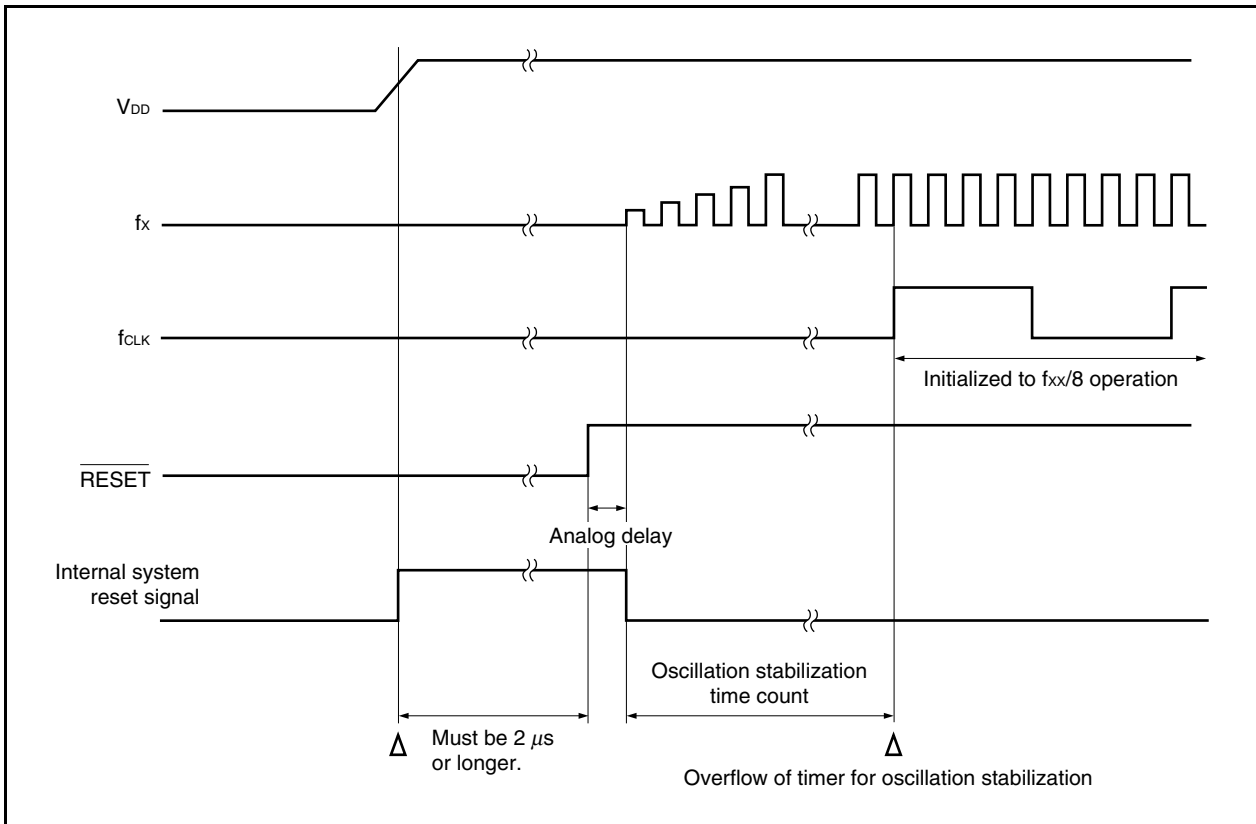 VDD
fX
fCLK
Initialized to fXX/8 operation
RESET
Analog delay
Internal system
reset signal
Oscillation stabilization
time count
Must be 2 μs
or longer.
Overflow of timer for oscillation stabilization